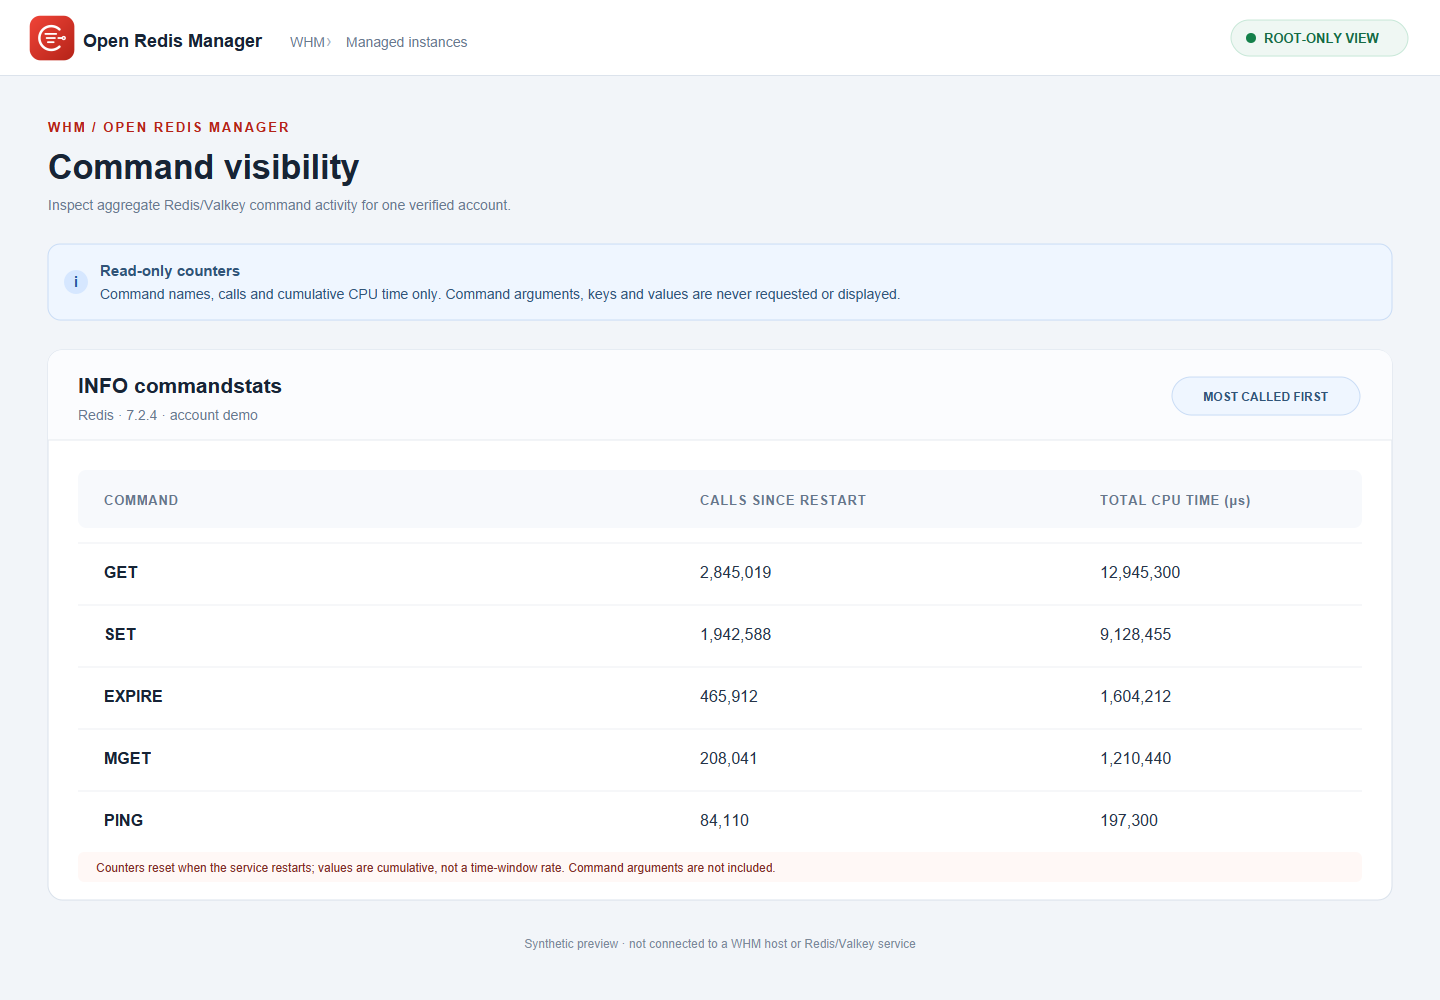 Open Redis Manager
WHM› Managed instances
ROOT-ONLY VIEW
WHM / OPEN REDIS MANAGER
Command visibility
Inspect aggregate Redis/Valkey command activity for one verified account.
i
Read-only counters
Command names, calls and cumulative CPU time only. Command arguments, keys and values are never requested or displayed.
INFO commandstats
Redis · 7.2.4 · account demo
MOST CALLED FIRST
COMMAND CALLS SINCE RESTART TOTAL CPU TIME (µs)
GET 2,845,019 12,945,300
SET 1,942,588 9,128,455
EXPIRE 465,912 1,604,212
MGET 208,041 1,210,440
PING 84,110 197,300
Counters reset when the service restarts; values are cumulative, not a time-window rate. Command arguments are not included.
Synthetic preview · not connected to a WHM host or Redis/Valkey service